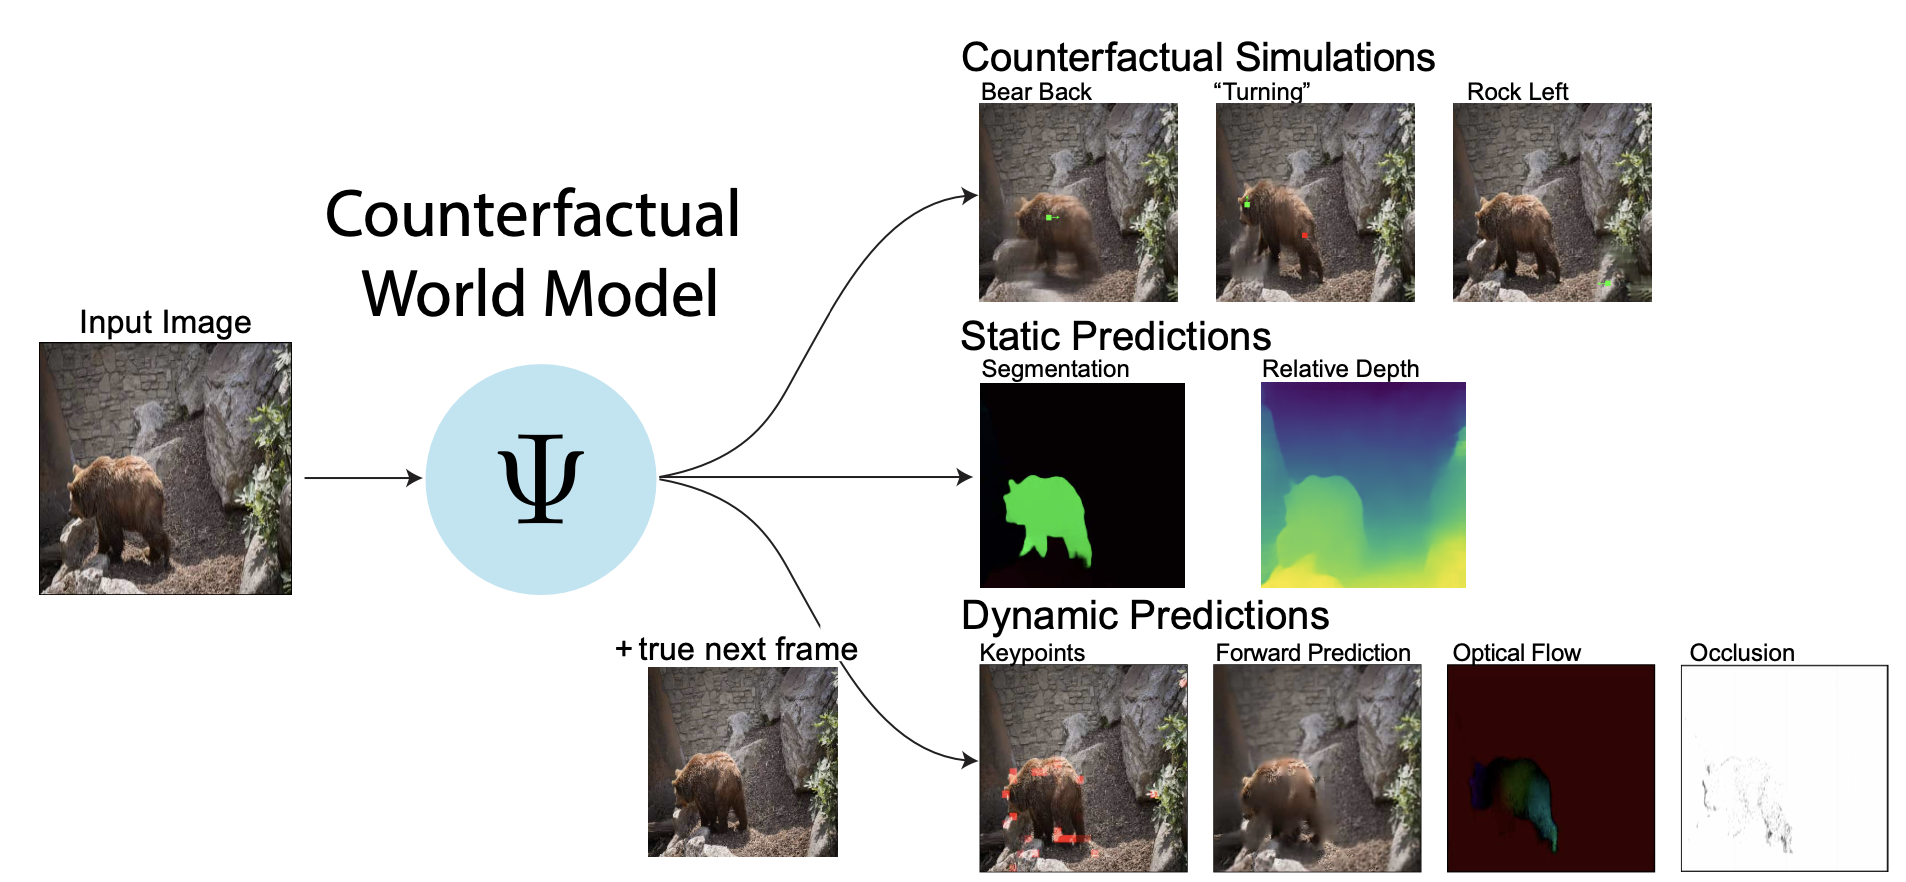 Counterfactual Simulations
Bear Back
“Turning”
Rock Left
Counterfactual
World Model
Input Image
Ψ
Static Predictions
Segmentation
Relative Depth
+ true next frame
Dynamic Predictions
Keypoints
Forward Prediction
Optical Flow
Occlusion